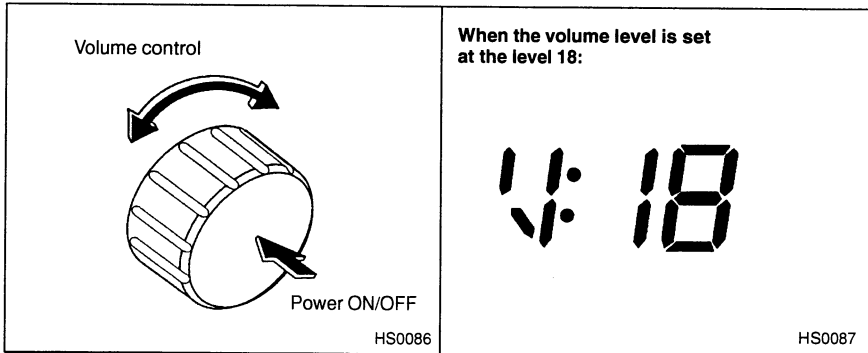 Volume control
Power ON/OFF
HS0086
When the volume level is set
at the level 18:
V: 18
HS0087